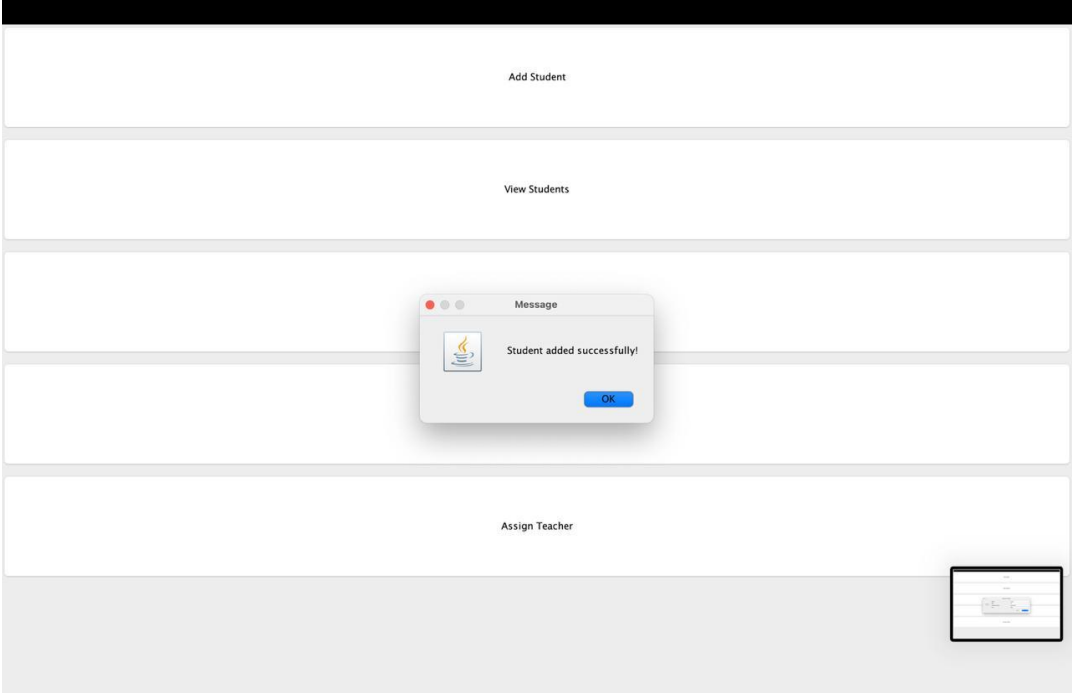 Add Student
View Students
Message
Student added successfully!
OK
Assign Teacher